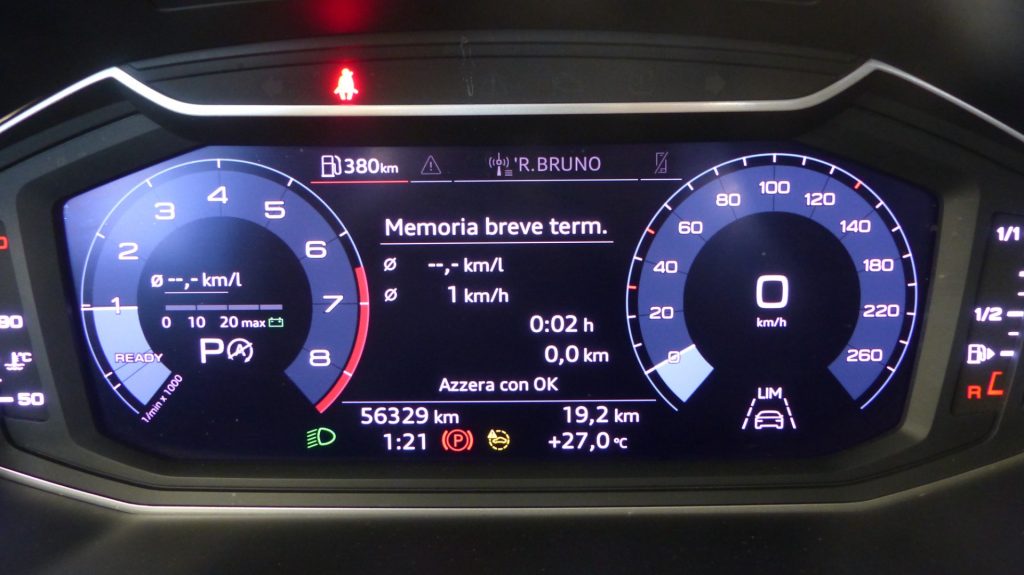 380km
'R.BRUNO
4
3
5
2
6
1
7
8
ø --,- km/l
0 10 20 max
READY
P
1/min x 1000
Memoria breve term.
Ø --,- km/l
Ø 1 km/h
0:02 h
0,0 km
Azzera con OK
56329 km
19,2 km
1:21
+27,0 °C
100
80
120
60
140
40
180
20
220
0
260
0
km/h
LIM
90
°C
50
1/1
1/2
R